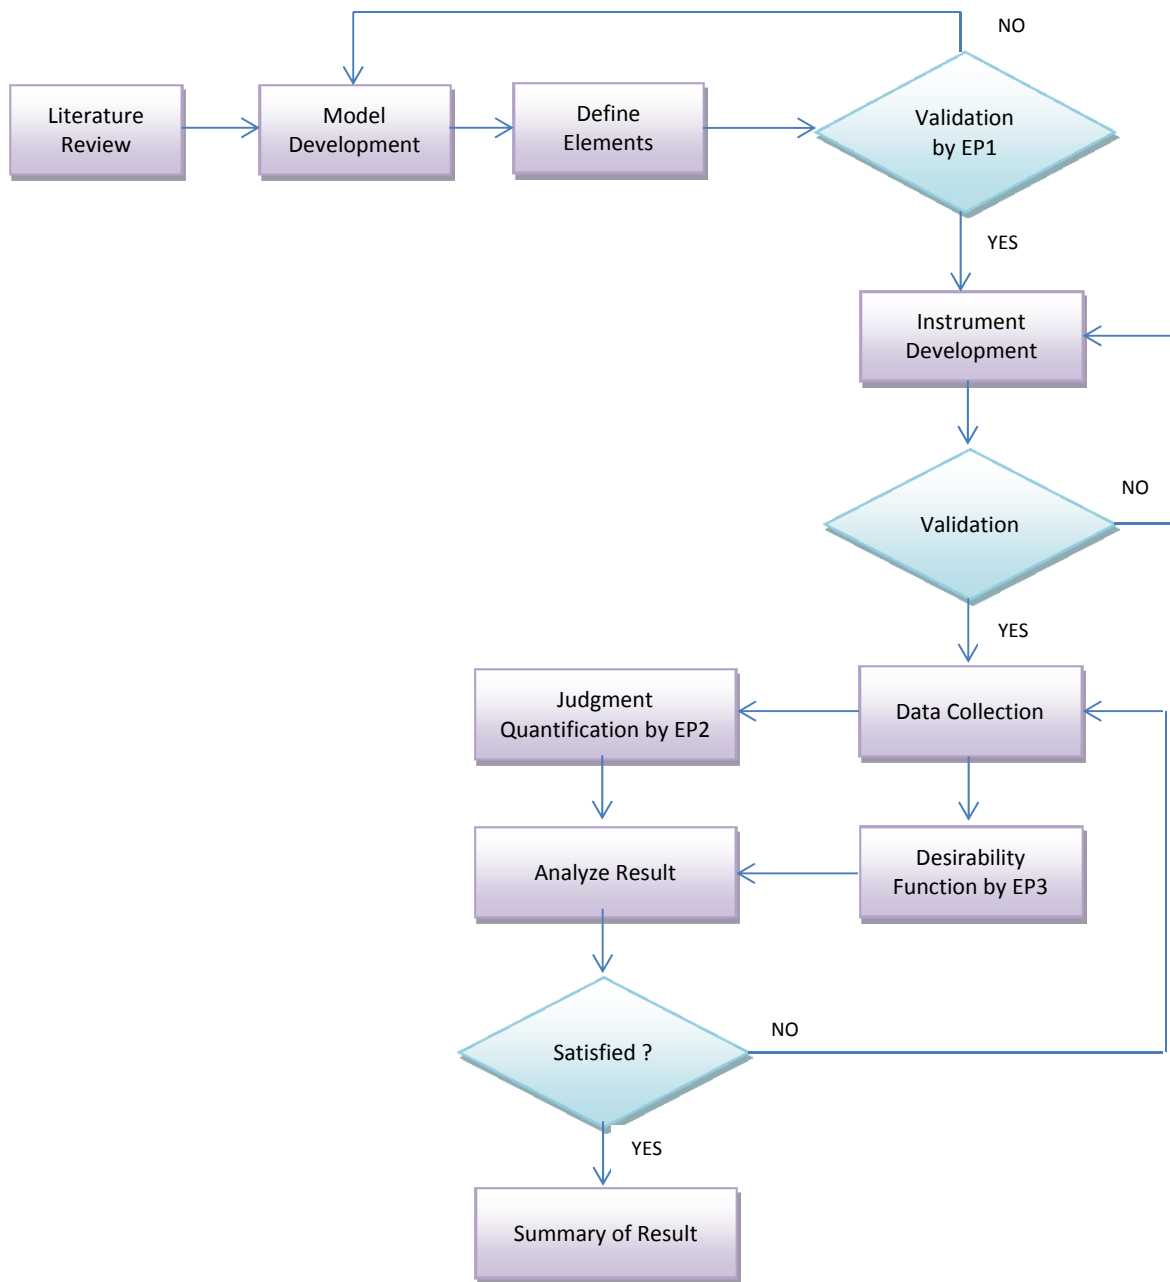 NO
Literature
Review
Model
Development
Define
Elements
Validation
by EP1
YES
Instrument
Development
NO
Validation
YES
Judgment
Quantification by EP2
Data Collection
Analyze Result
Desirability
Function by EP3
NO
Satisfied ?
YES
Summary of Result